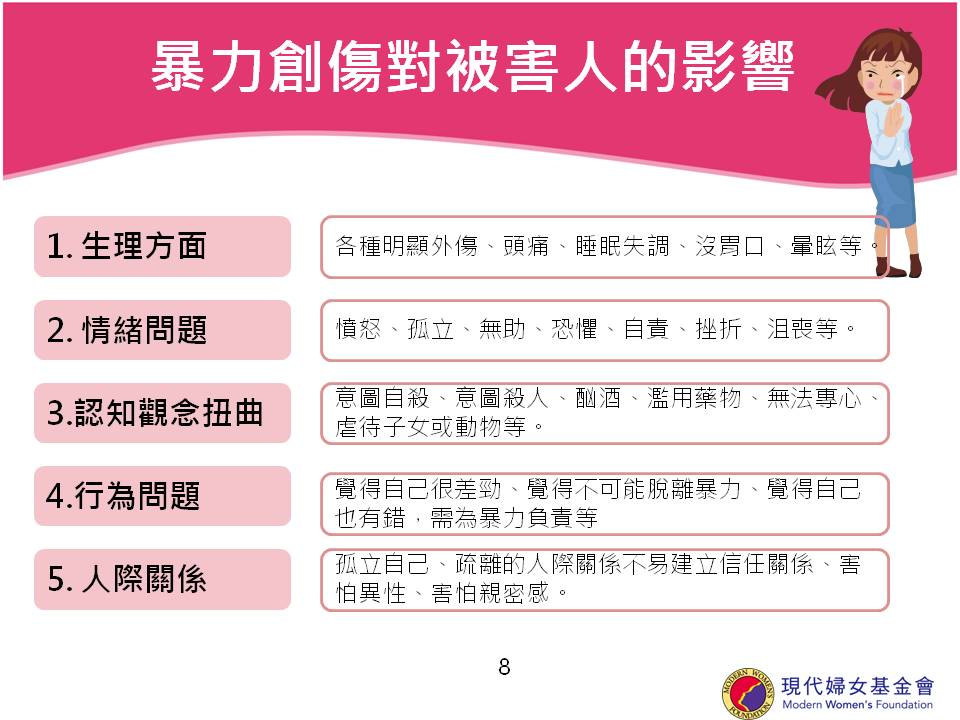 暴力創傷對被害人的影響
1. 生理方面
各種明顯外傷、頭痛、睡眠失調、沒胃口、暈眩等。
2. 情緒問題
憤怒、孤立、無助、恐懼、自責、挫折、沮喪等。
3.認知觀念扭曲
意圖自殺、意圖殺人、酗酒、濫用藥物、無法專心、
虐待子女或動物等。
4.行為問題
覺得自己很差勁、覺得不可能脫離暴力、覺得自己
也有錯，需為暴力負責等
5. 人際關係
孤立自己、疏離的人際關係不易建立信任關係、害
怕異性、害怕親密感。
8
MODERN WOMEN'S FOUNDATION
現代婦女基金會
Modern Women's Foundation